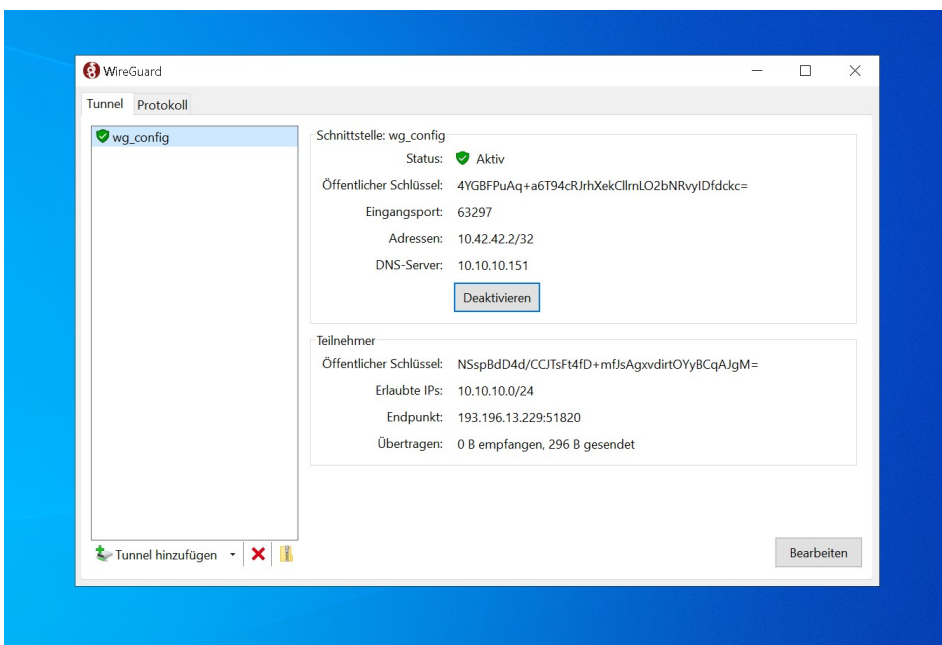 WireGuard
Tunnel Protokoll
wg_config
Schnittstelle: wg_config
Status: Aktiv
Öffentlicher Schlüssel: 4YGBFPuAq+a6T94cRJrhXekCllrnLO2bNRvyIDfdckc=
Eingangsport: 63297
Adressen: 10.42.42.2/32
DNS-Server: 10.10.10.151
Deaktivieren
Teilnehmer
Öffentlicher Schlüssel: NSspBdD4d/CCJTsFt4fD+mfJsAgxvdirtOYyBCqAJgM=
Erlaubte IPs: 10.10.10.0/24
Endpunkt: 193.196.13.229:51820
Übertragen: 0 B empfangen, 296 B gesendet
Tunnel hinzufügen
Bearbeiten